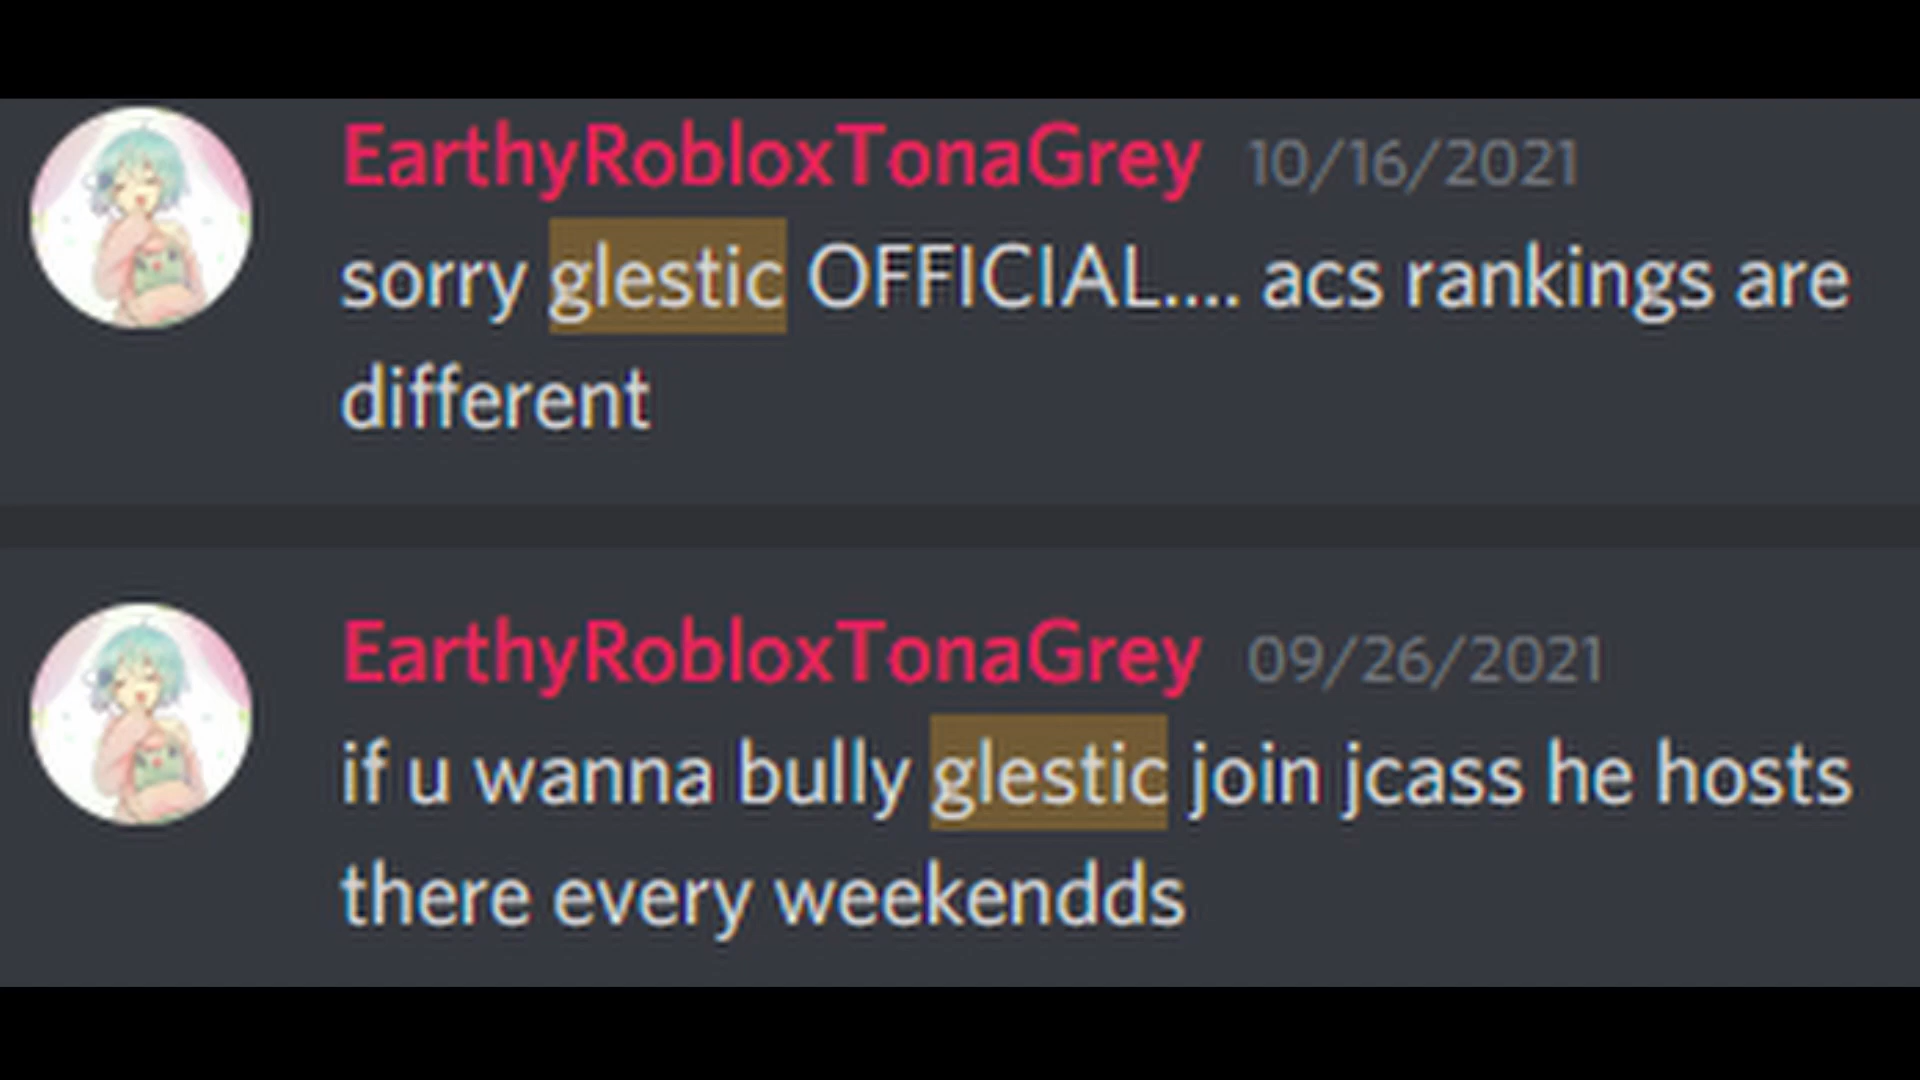 EarthyRobloxTonaGrey 10/16/2021
sorry glestic OFFICIAL.... acs rankings are
different
EarthyRobloxTonaGrey 09/26/2021
if u wanna bully glestic join jcass he hosts
there every weekendds